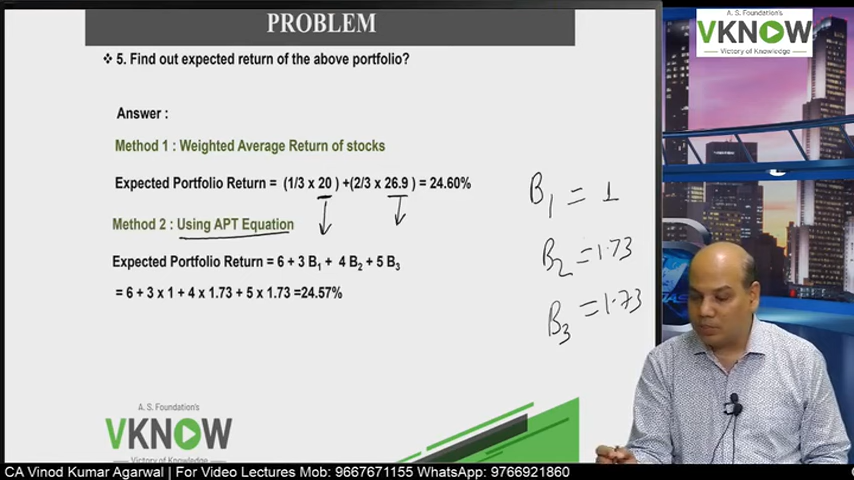 PROBLEM
A. S. Foundation's
VKNOW
Victory of Knowledge
❖ 5. Find out expected return of the above portfolio?
Answer :
Method 1 : Weighted Average Return of stocks
Expected Portfolio Return = (1/3 x 20 ) +(2/3 x 26.9 ) = 24.60%
Method 2 : Using APT Equation
Expected Portfolio Return = 6 + 3 B₁ + 4 B₂ + 5 B₃
= 6 + 3 x 1 + 4 x 1.73 + 5 x 1.73 =24.57%
B₁ = 1
B₂ = 1.73
B₃ = 1.73
A. S. Foundation's
VKNOW
Victory of Knowledge
CA Vinod Kumar Agarwal | For Video Lectures Mob: 9667671155 WhatsApp: 9766921860